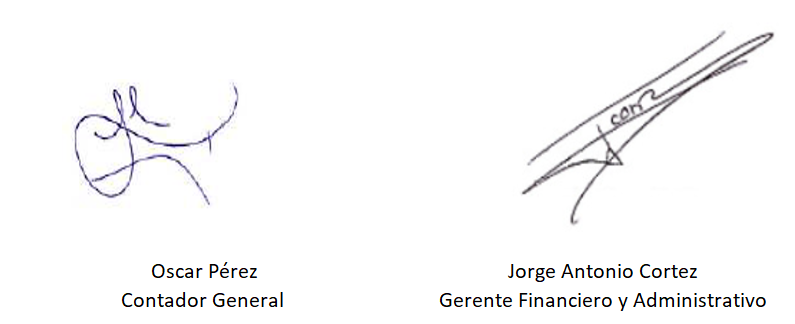 Oscar Pérez
Contador General
Jorge Antonio Cortez
Gerente Financiero y Administrativo